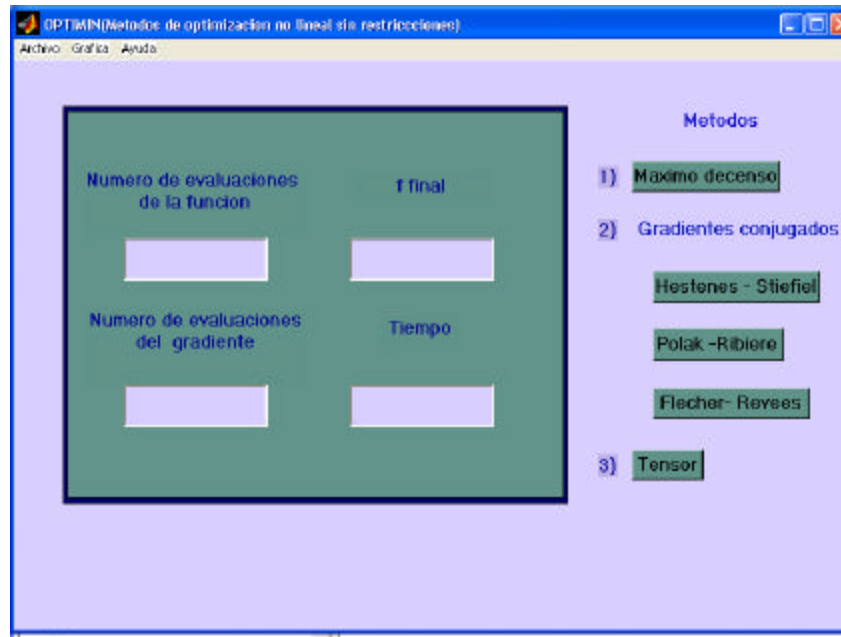 OPTIMIN(Metodos de optimizacion no lineal sin restricciones)
Archivo Grafica Ayuda
Metodos
Numero de evaluaciones
de la funcion
f final
1) Maximo decenso
2) Gradientes conjugados
Hestenes - Stiefiel
Numero de evaluaciones
del gradiente
Tiempo
Polak -Ribiere
Flecher- Revees
3) Tensor